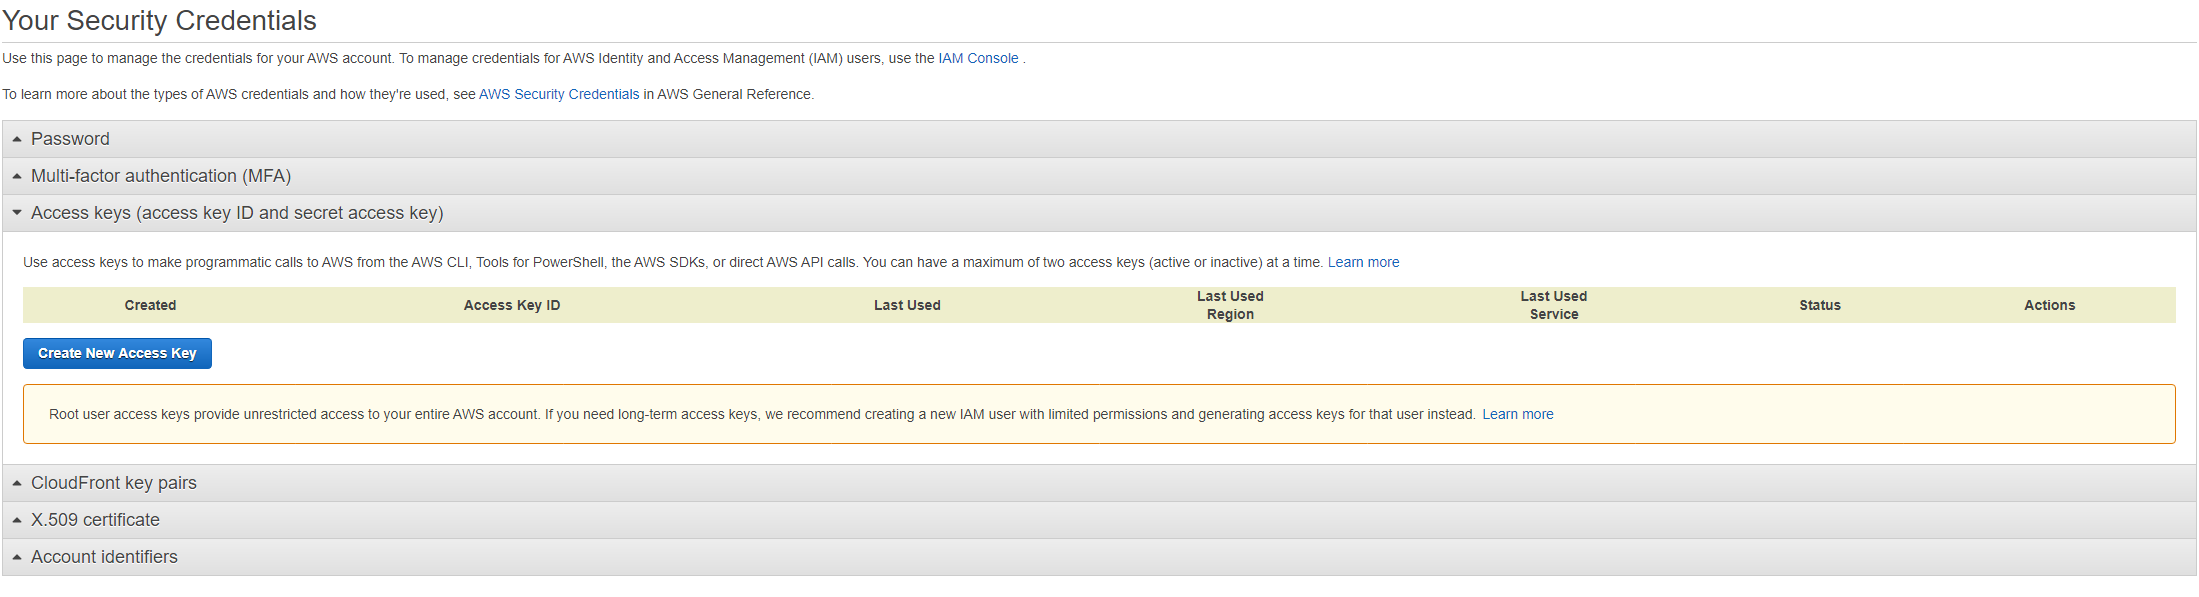 Your Security Credentials
Use this page to manage the credentials for your AWS account. To manage credentials for AWS Identity and Access Management (IAM) users, use the IAM Console .
To learn more about the types of AWS credentials and how they're used, see AWS Security Credentials in AWS General Reference.
Password
Multi-factor authentication (MFA)
Access keys (access key ID and secret access key)
Use access keys to make programmatic calls to AWS from the AWS CLI, Tools for PowerShell, the AWS SDKs, or direct AWS API calls. You can have a maximum of two access keys (active or inactive) at a time. Learn more
Created Access Key ID Last Used Last Used Region Last Used Service Status Actions
Create New Access Key
Root user access keys provide unrestricted access to your entire AWS account. If you need long-term access keys, we recommend creating a new IAM user with limited permissions and generating access keys for that user instead. Learn more
CloudFront key pairs
X.509 certificate
Account identifiers